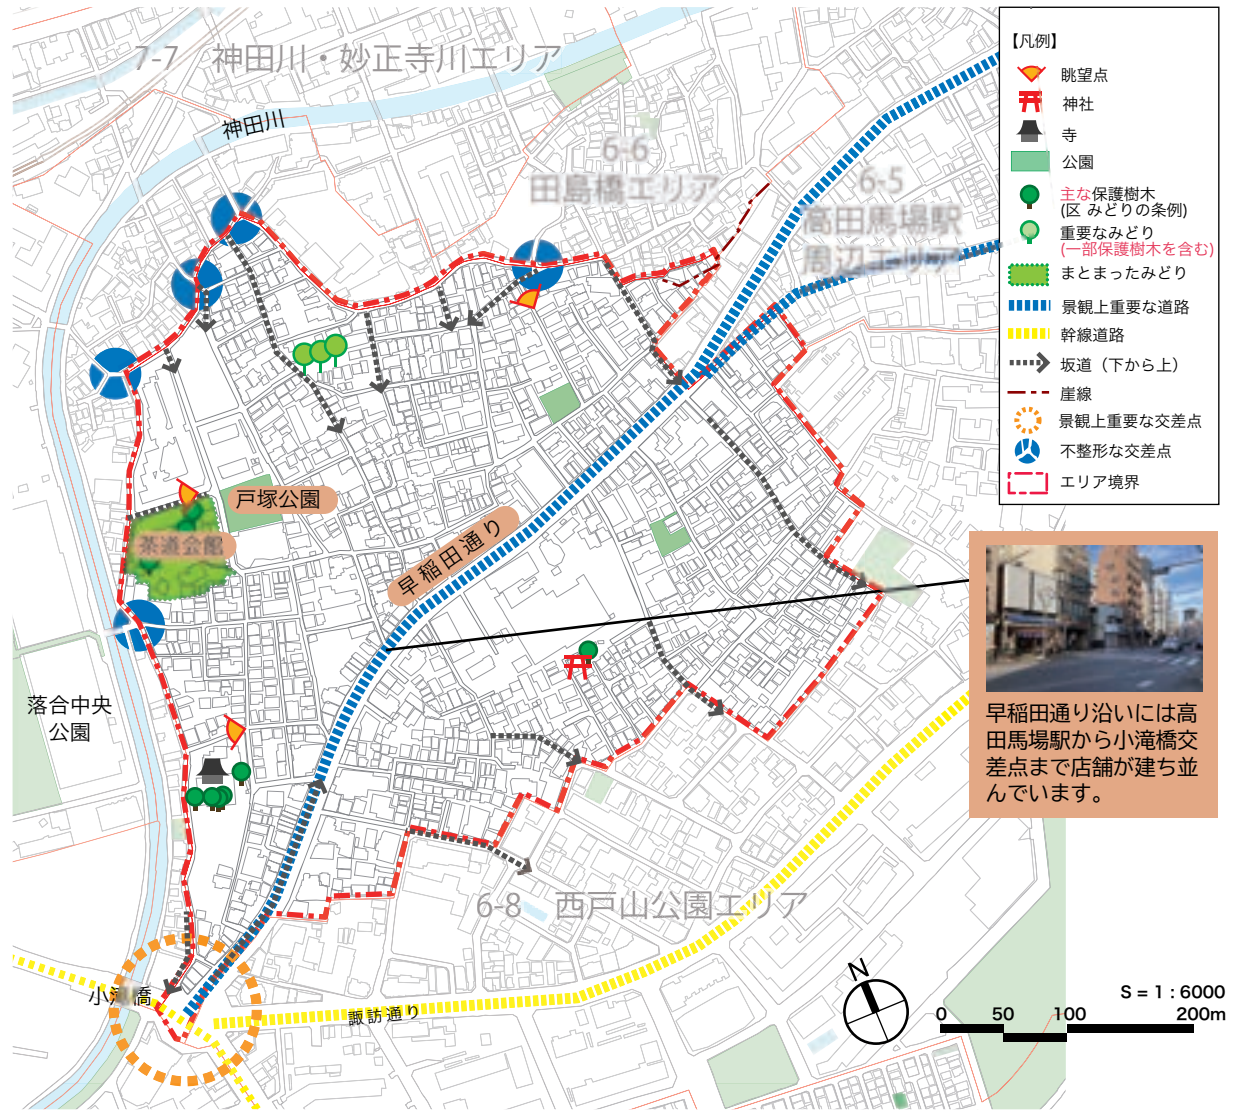 7-7 神田川・妙正寺川エリア
神田川
6-6
田島橋エリア
6-5
高田馬場駅
周辺エリア
【凡例】
眺望点
神社
寺
公園
主な保護樹木
(区 みどりの条例)
重要なみどり
(一部保護樹木を含む)
まとまったみどり
景観上重要な道路
幹線道路
坂道（下から上）
崖線
景観上重要な交差点
不整形な交差点
エリア境界
戸塚公園
茶道会館
早稲田通り
落合中央
公園
早稲田通り沿いには高
田馬場駅から小滝橋交
差点まで店舗が建ち並
んでいます。
6-8 西戸山公園エリア
小滝橋
諏訪通り
N
S = 1 : 6000
0 50 100 200m